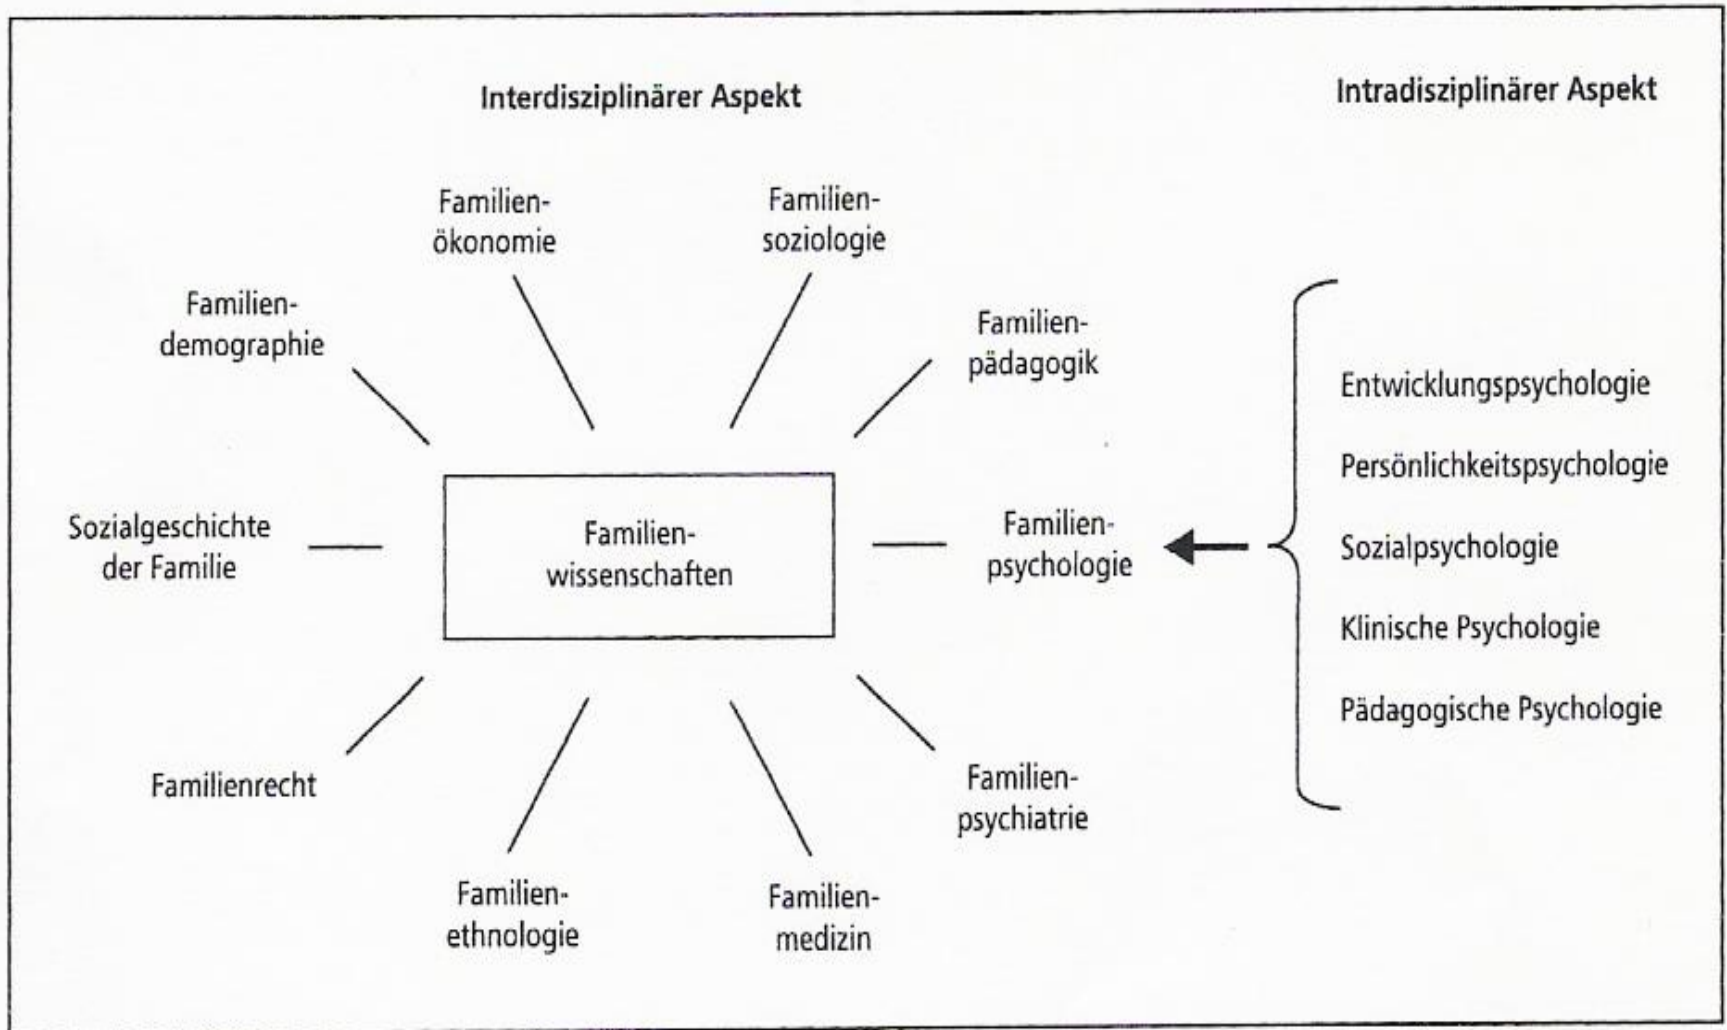 Interdisziplinärer Aspekt
Intradisziplinärer Aspekt
Familien-
ökonomie
Familien-
soziologie
Familien-
demographie
Familien-
pädagogik
Sozialgeschichte
der Familie
Familien-
wissenschaften
Familien-
psychologie
Familienrecht
Familien-
psychiatrie
Familien-
ethnologie
Familien-
medizin
Entwicklungspsychologie
Persönlichkeitspsychologie
Sozialpsychologie
Klinische Psychologie
Pädagogische Psychologie